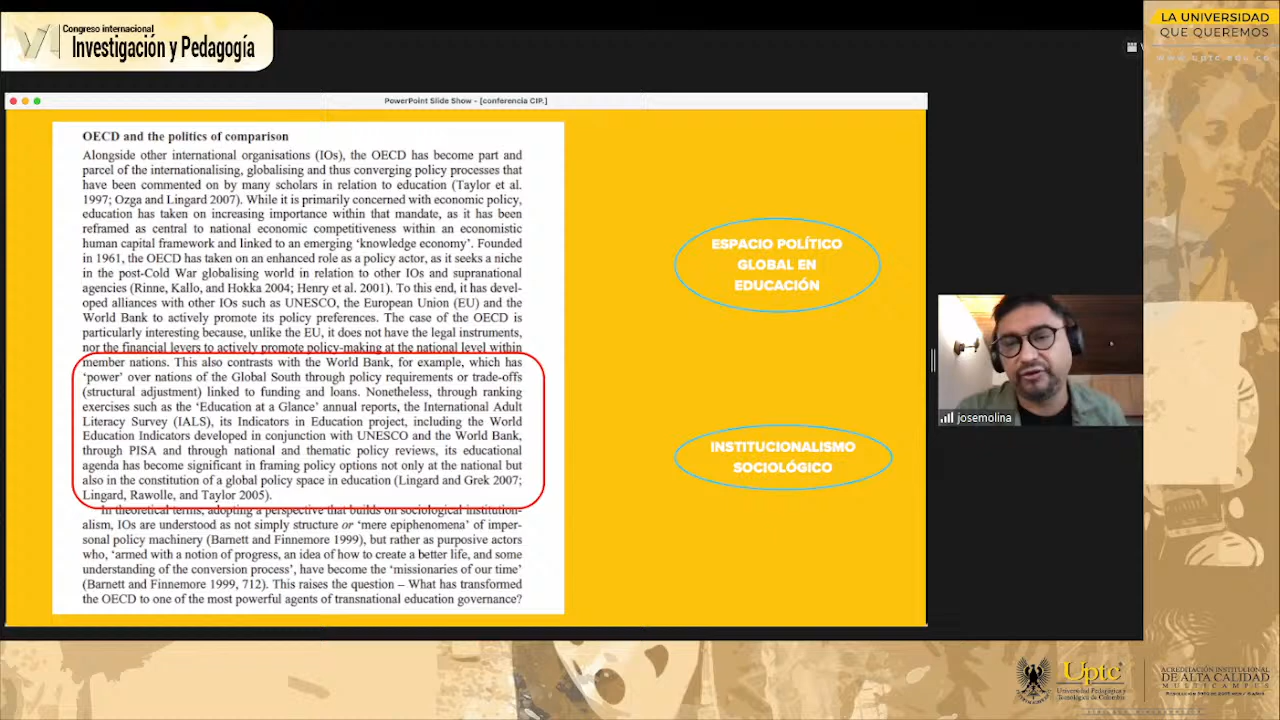 Congreso internacional
Investigación y Pedagogía
LA UNIVERSIDAD
QUE QUEREMOS
www.uptc.edu.co
PowerPoint Slide Show - [conferencia CIP.]
OECD and the politics of comparison
Alongside other international organisations (IOs), the OECD has become part and
parcel of the internationalising, globalising and thus converging policy processes that
have been commented on by many scholars in relation to education (Taylor et al.
1997; Ozga and Lingard 2007). While it is primarily concerned with economic policy,
education has taken on increasing importance within that mandate, as it has been
reframed as central to national economic competitiveness within an economistic
human capital framework and linked to an emerging ‘knowledge economy’. Founded
in 1961, the OECD has taken on an enhanced role as a policy actor, as it seeks a niche
in the post-Cold War globalising world in relation to other IOs and supranational
agencies (Rinne, Kallo, and Hokka 2004; Henry et al. 2001). To this end, it has devel-
oped alliances with other IOs such as UNESCO, the European Union (EU) and the
World Bank to actively promote its policy preferences. The case of the OECD is
particularly interesting because, unlike the EU, it does not have the legal instruments,
nor the financial levers to actively promote policy-making at the national level within
member nations. This also contrasts with the World Bank, for example, which has
‘power’ over nations of the Global South through policy requirements or trade-offs
(structural adjustment) linked to funding and loans. Nonetheless, through ranking
exercises such as the ‘Education at a Glance’ annual reports, the International Adult
Literacy Survey (IALS), its Indicators in Education project, including the World
Education Indicators developed in conjunction with UNESCO and the World Bank,
through PISA and through national and thematic policy reviews, its educational
agenda has become significant in framing policy options not only at the national but
also in the constitution of a global policy space in education (Lingard and Grek 2007;
Lingard, Rawolle, and Taylor 2005).
In theoretical terms, adopting a perspective that builds on sociological institution-
alism, IOs are understood as not simply structure or ‘mere epiphenomena’ of imper-
sonal policy machinery (Barnett and Finnemore 1999), but rather as purposive actors
who, ‘armed with a notion of progress, an idea of how to create a better life, and some
understanding of the conversion process’, have become the ‘missionaries of our time’
(Barnett and Finnemore 1999, 712). This raises the question – What has transformed
the OECD to one of the most powerful agents of transnational education governance?
ESPACIO POLÍTICO
GLOBAL EN
EDUCACIÓN
INSTITUCIONALISMO
SOCIOLÓGICO
josemolina
Uptc
Universidad Pedagógica y
Tecnológica de Colombia
ACREDITACIÓN INSTITUCIONAL
DE ALTA CALIDAD
MULTICAMPUS